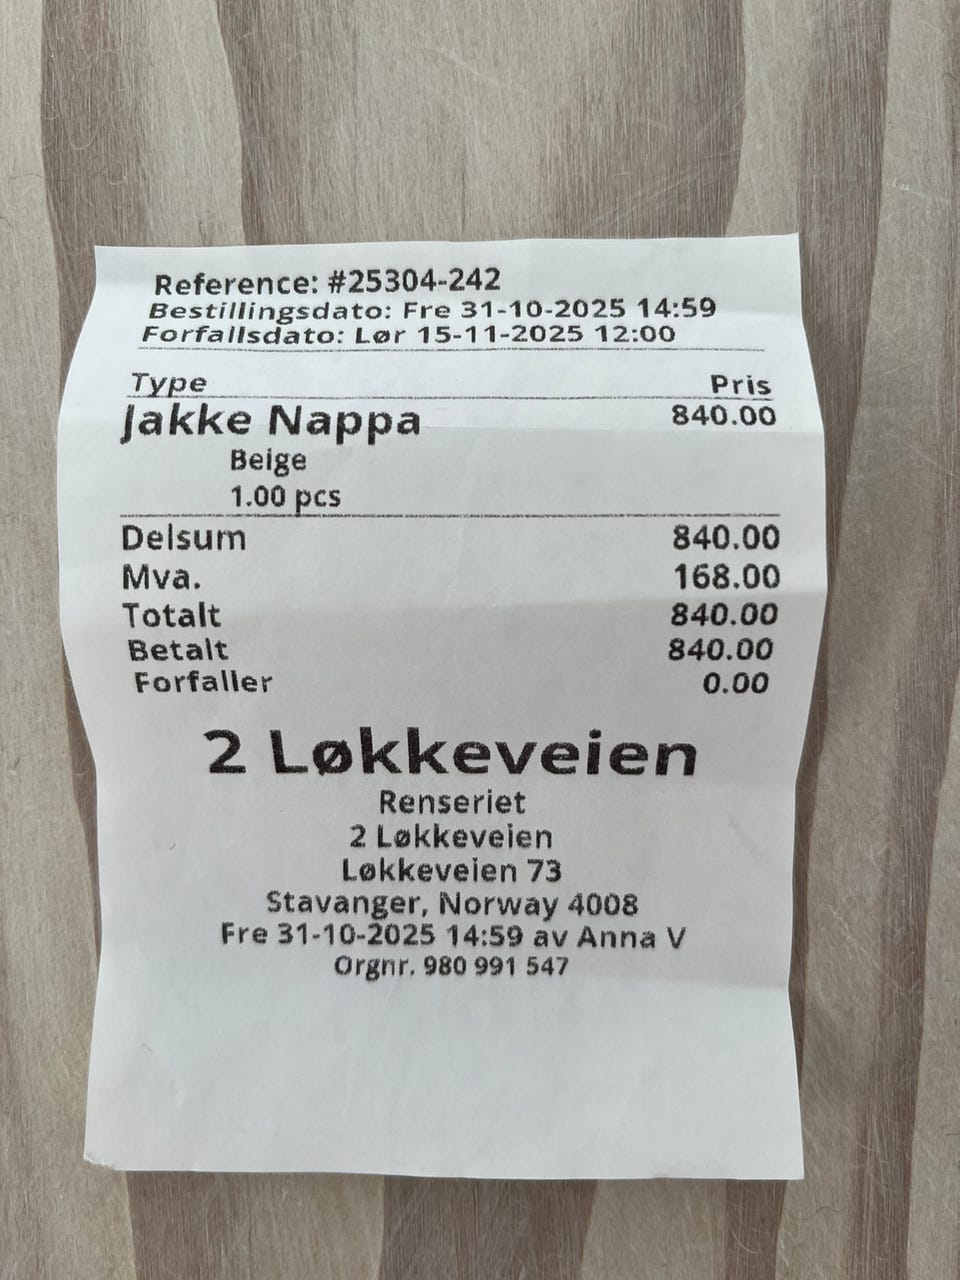 Reference: #25304-242
Bestillingsdato: Fre 31-10-2025 14:59
Forfallsdato: Lør 15-11-2025 12:00
Type Pris
Jakke Nappa 840.00
Beige
1.00 pcs
Delsum 840.00
Mva. 168.00
Totalt 840.00
Betalt 840.00
Forfaller 0.00
2 Løkkeveien
Renseriet
2 Løkkeveien
Løkkeveien 73
Stavanger, Norway 4008
Fre 31-10-2025 14:59 av Anna V
Orgnr. 980 991 547